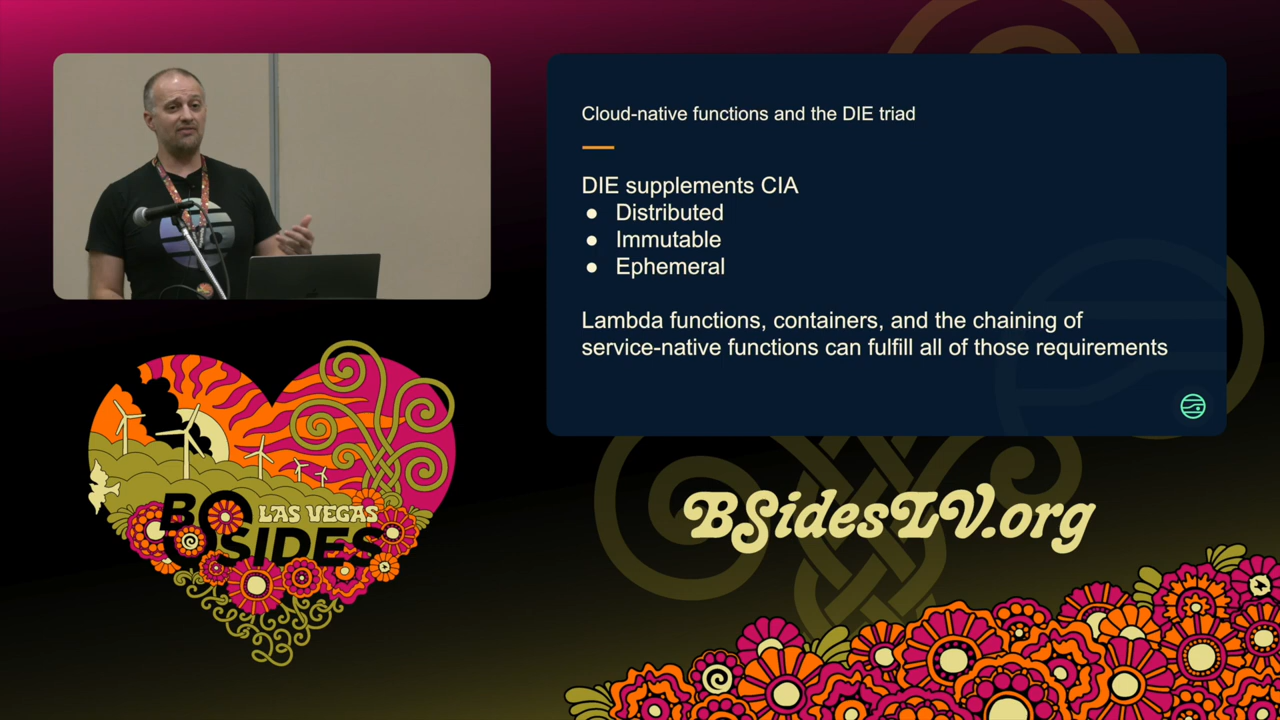 Cloud-native functions and the DIE triad
DIE supplements CIA
● Distributed
● Immutable
● Ephemeral
Lambda functions, containers, and the chaining of
service-native functions can fulfill all of those requirements
LAS VEGAS
BSIDES
BSidesLV.org